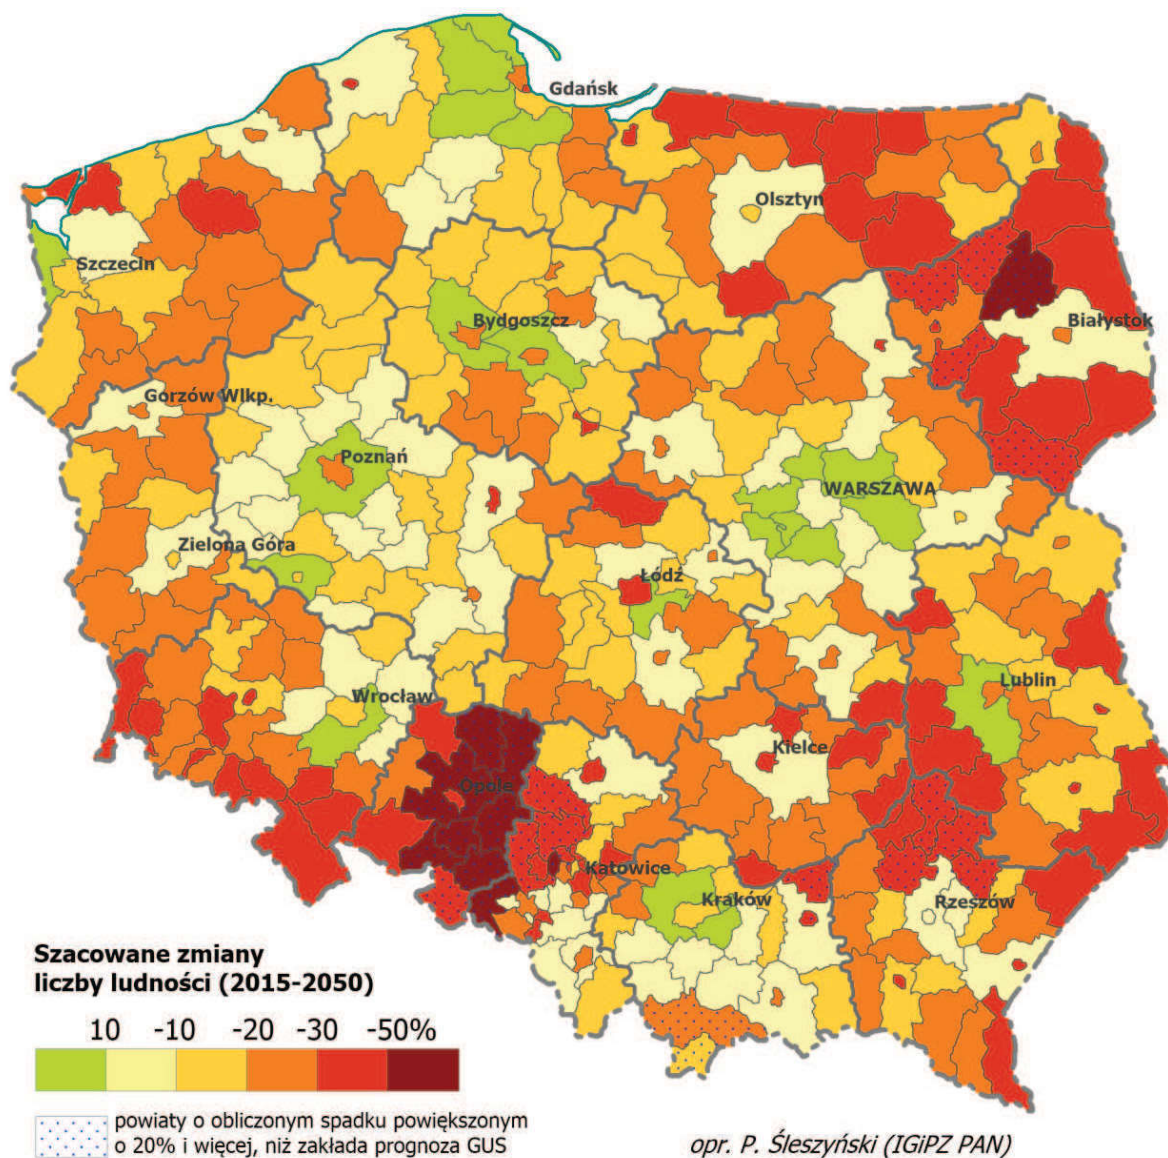 Gdańsk
Olsztyn
Szczecin
Bydgoszcz
Białystok
Gorzów Wlkp.
Poznań
WARSZAWA
Zielona Góra
Łódź
Lublin
Wrocław
Kielce
Opole
Katowice
Kraków
Rzeszów
Szacowane zmiany
liczby ludności (2015-2050)
10 -10 -20 -30 -50%
powiaty o obliczonym spadku powiększonym
o 20% i więcej, niż zakłada prognoza GUS
opr. P. Śleszyński (IGiPZ PAN)